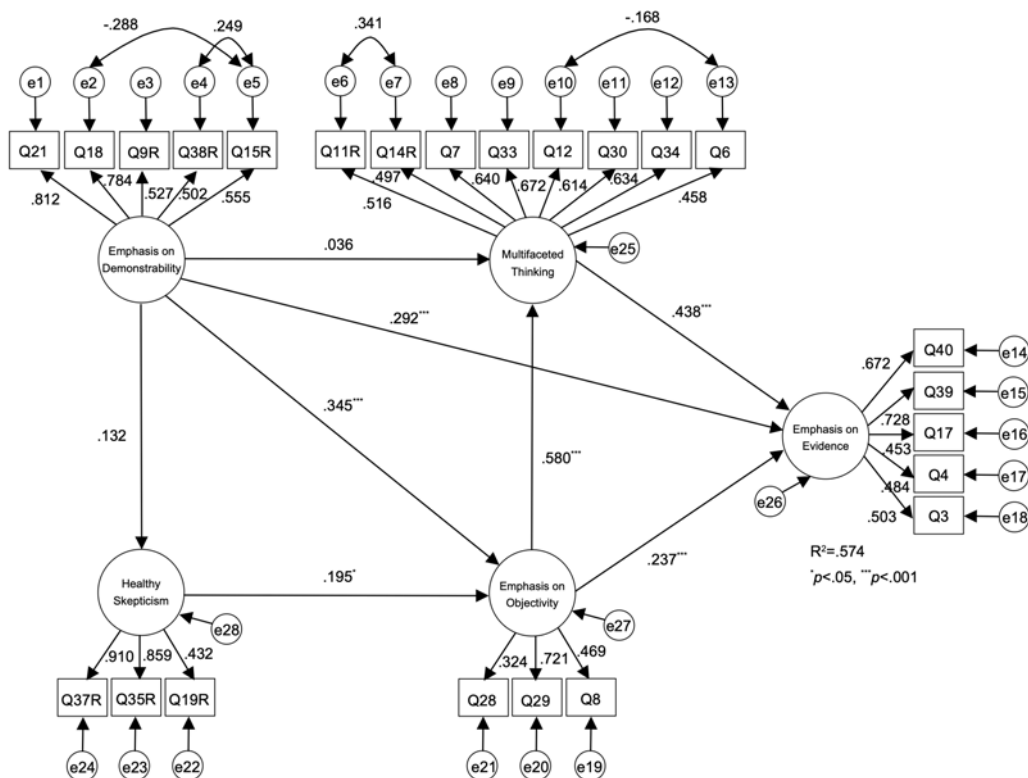 -.288
.249
.341
-.168
e1
e2
e3
e4
e5
e6
e7
e8
e9
e10
e11
e12
e13
Q21
Q18
Q9R
Q38R
Q15R
Q11R
Q14R
Q7
Q33
Q12
Q30
Q34
Q6
.812
.784
.527
.502
.555
.516
.497
.640
.672
.614
.634
.458
Emphasis on
Demonstrability
.036
Multifaceted
Thinking
e25
.292***
.438***
.345***
.132
.580***
Emphasis on
Evidence
e26
.672
.728
.453
.484
.503
Q40
e14
Q39
e15
Q17
e16
Q4
e17
Q3
e18
R²=.574
*p<.05, ***p<.001
Healthy
Skepticism
e28
.195*
Emphasis on
Objectivity
e27
.237***
.910
.859
.432
.324
.721
.469
Q37R
Q35R
Q19R
Q28
Q29
Q8
e24
e23
e22
e21
e20
e19